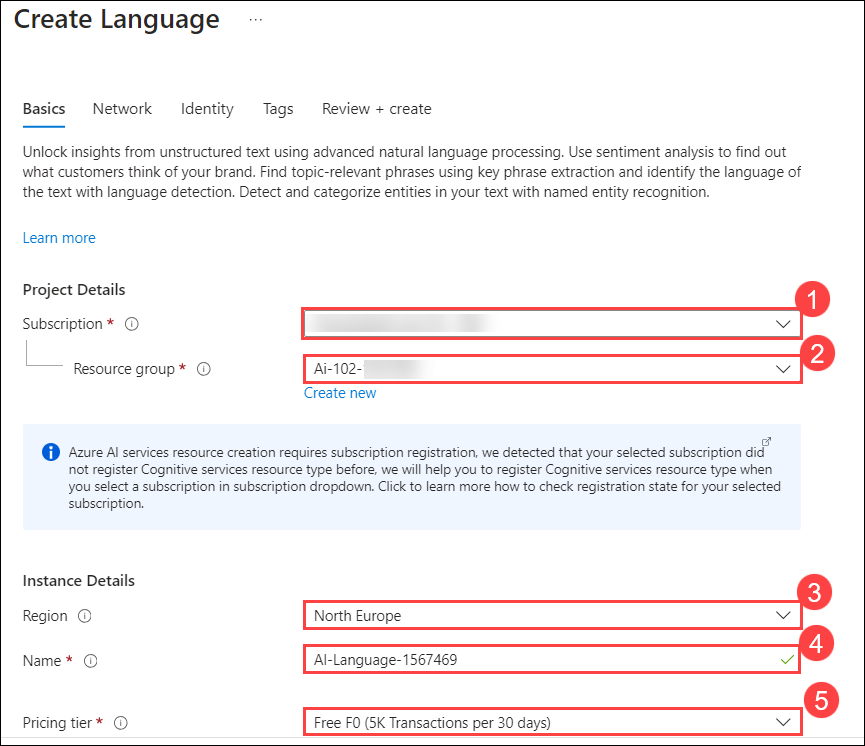 Create Language ...
Basics Network Identity Tags Review + create
Unlock insights from unstructured text using advanced natural language processing. Use sentiment analysis to find out
what customers think of your brand. Find topic-relevant phrases using key phrase extraction and identify the language of
the text with language detection. Detect and categorize entities in your text with named entity recognition.
Learn more
Project Details
1
Subscription *
2
Resource group * Ai-102-
Create new
Azure AI services resource creation requires subscription registration, we detected that your selected subscription did
not register Cognitive services resource type before, we will help you to register Cognitive services resource type when
you select a subscription in subscription dropdown. Click to learn more how to check registration state for your selected
subscription.
Instance Details
3
Region North Europe
4
Name * AI-Language-1567469
5
Pricing tier * Free F0 (5K Transactions per 30 days)